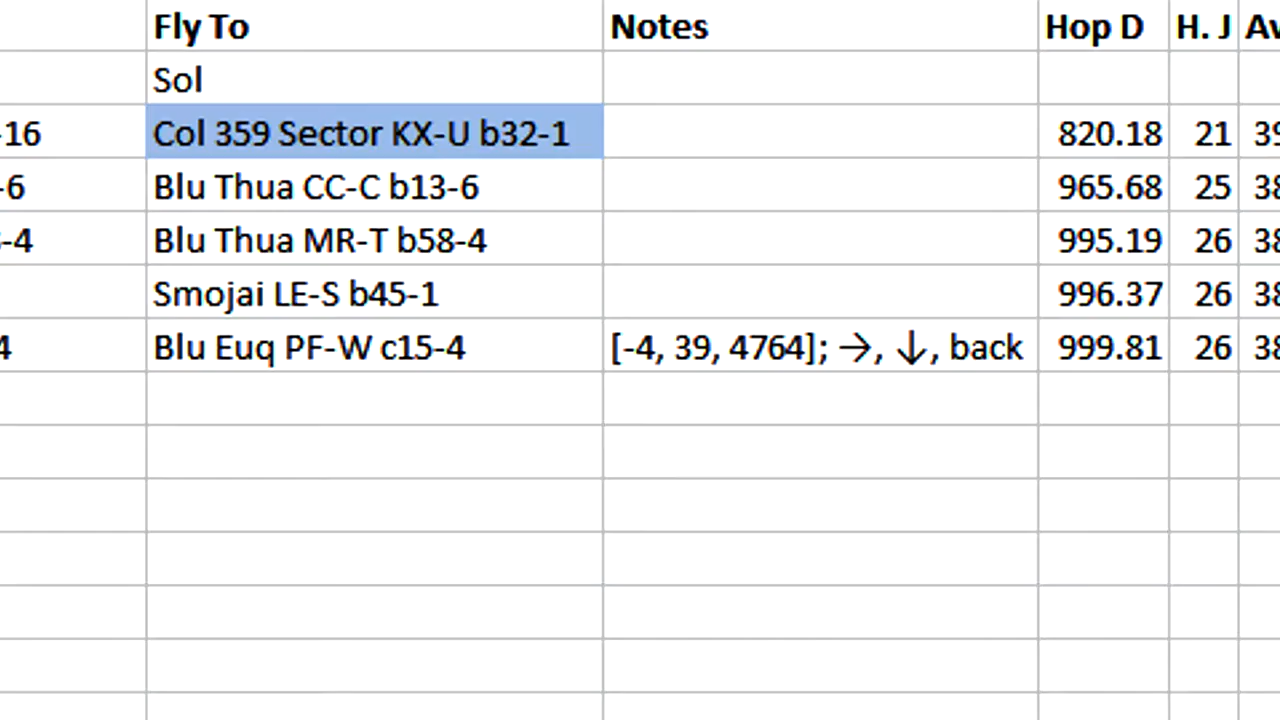 Fly To Notes Hop D H. J Av
Sol
-16 Col 359 Sector KX-U b32-1 820.18 21 39
-6 Blu Thua CC-C b13-6 965.68 25 38
-4 Blu Thua MR-T b58-4 995.19 26 38
Smojai LE-S b45-1 996.37 26 38
4 Blu Euq PF-W c15-4 [-4, 39, 4764]; →, ↓, back 999.81 26 38